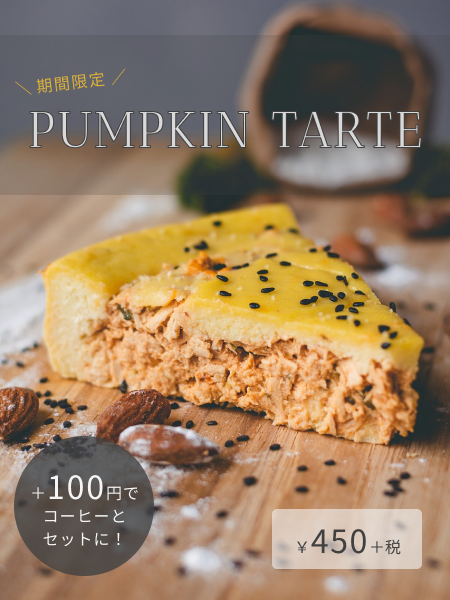 ＼ 期間限定 ／
PUMPKIN TARTE
＋100円で
コーヒーと
セットに！
￥450＋税